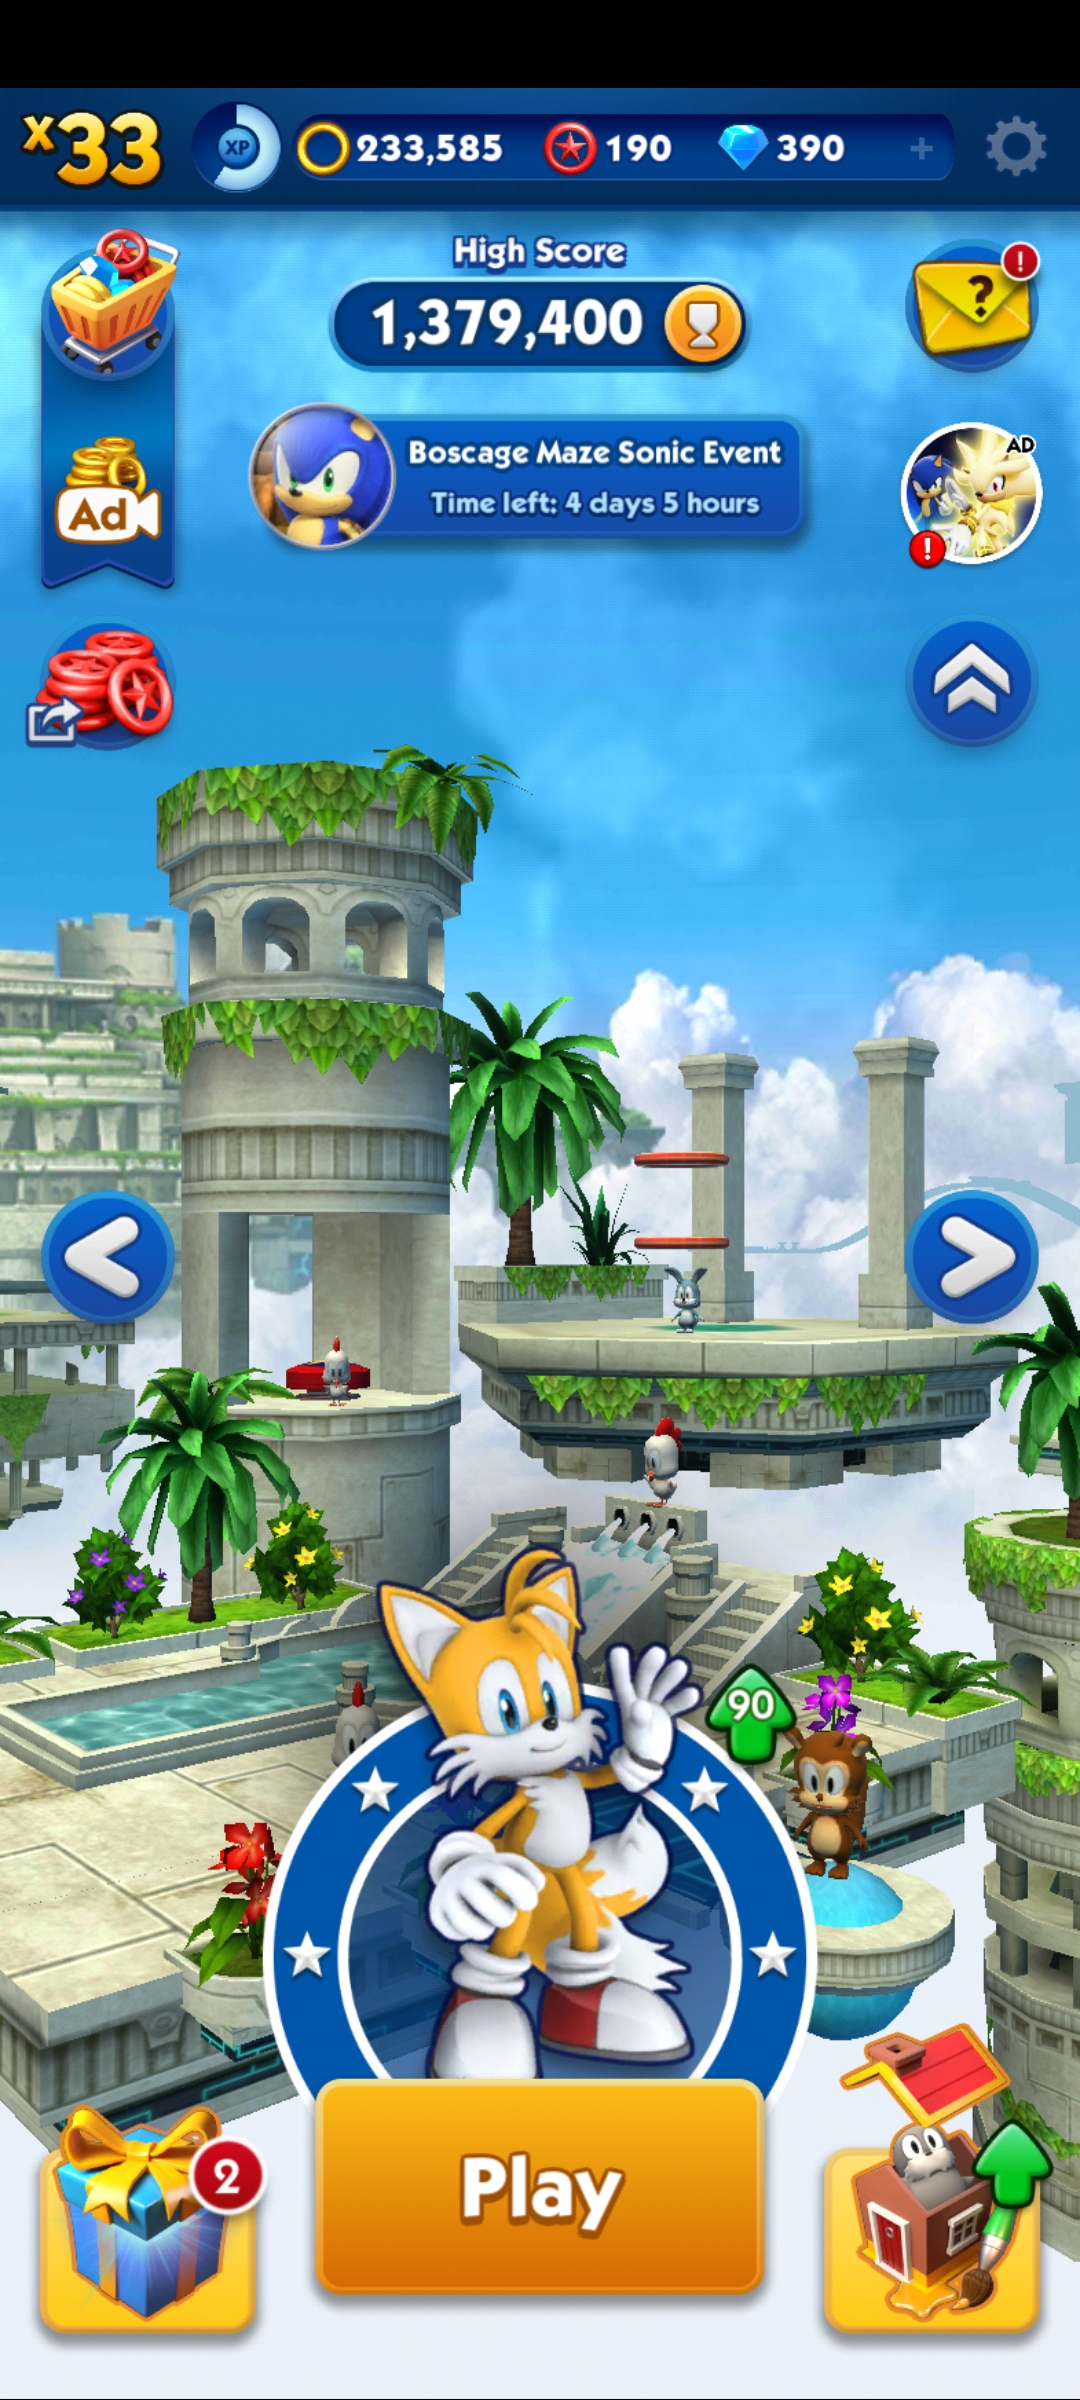 x33
XP
233,585
190
390
+
High Score
1,379,400
?
!
Boscage Maze Sonic Event
Time left: 4 days 5 hours
AD
!
Ad
90
2
Play